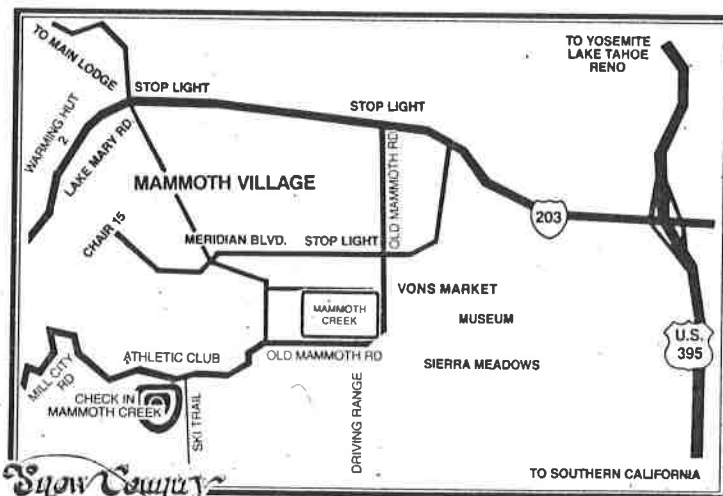 TO MAIN LODGE
TO YOSEMITE
LAKE TAHOE
RENO
STOP LIGHT
STOP LIGHT
WARMING HUT
2
LAKE MARY RD.
MAMMOTH VILLAGE
OLD MAMMOTH RD
203
CHAIR 15
MERIDIAN BLVD.
STOP LIGHT
VONS MARKET
MAMMOTH
CREEK
MUSEUM
U.S.
395
ATHLETIC CLUB
OLD MAMMOTH RD
SIERRA MEADOWS
MILL CITY
RD
CHECK IN
MAMMOTH CREEK
SKI TRAIL
DRIVING RANGE
Snow Country
TO SOUTHERN CALIFORNIA